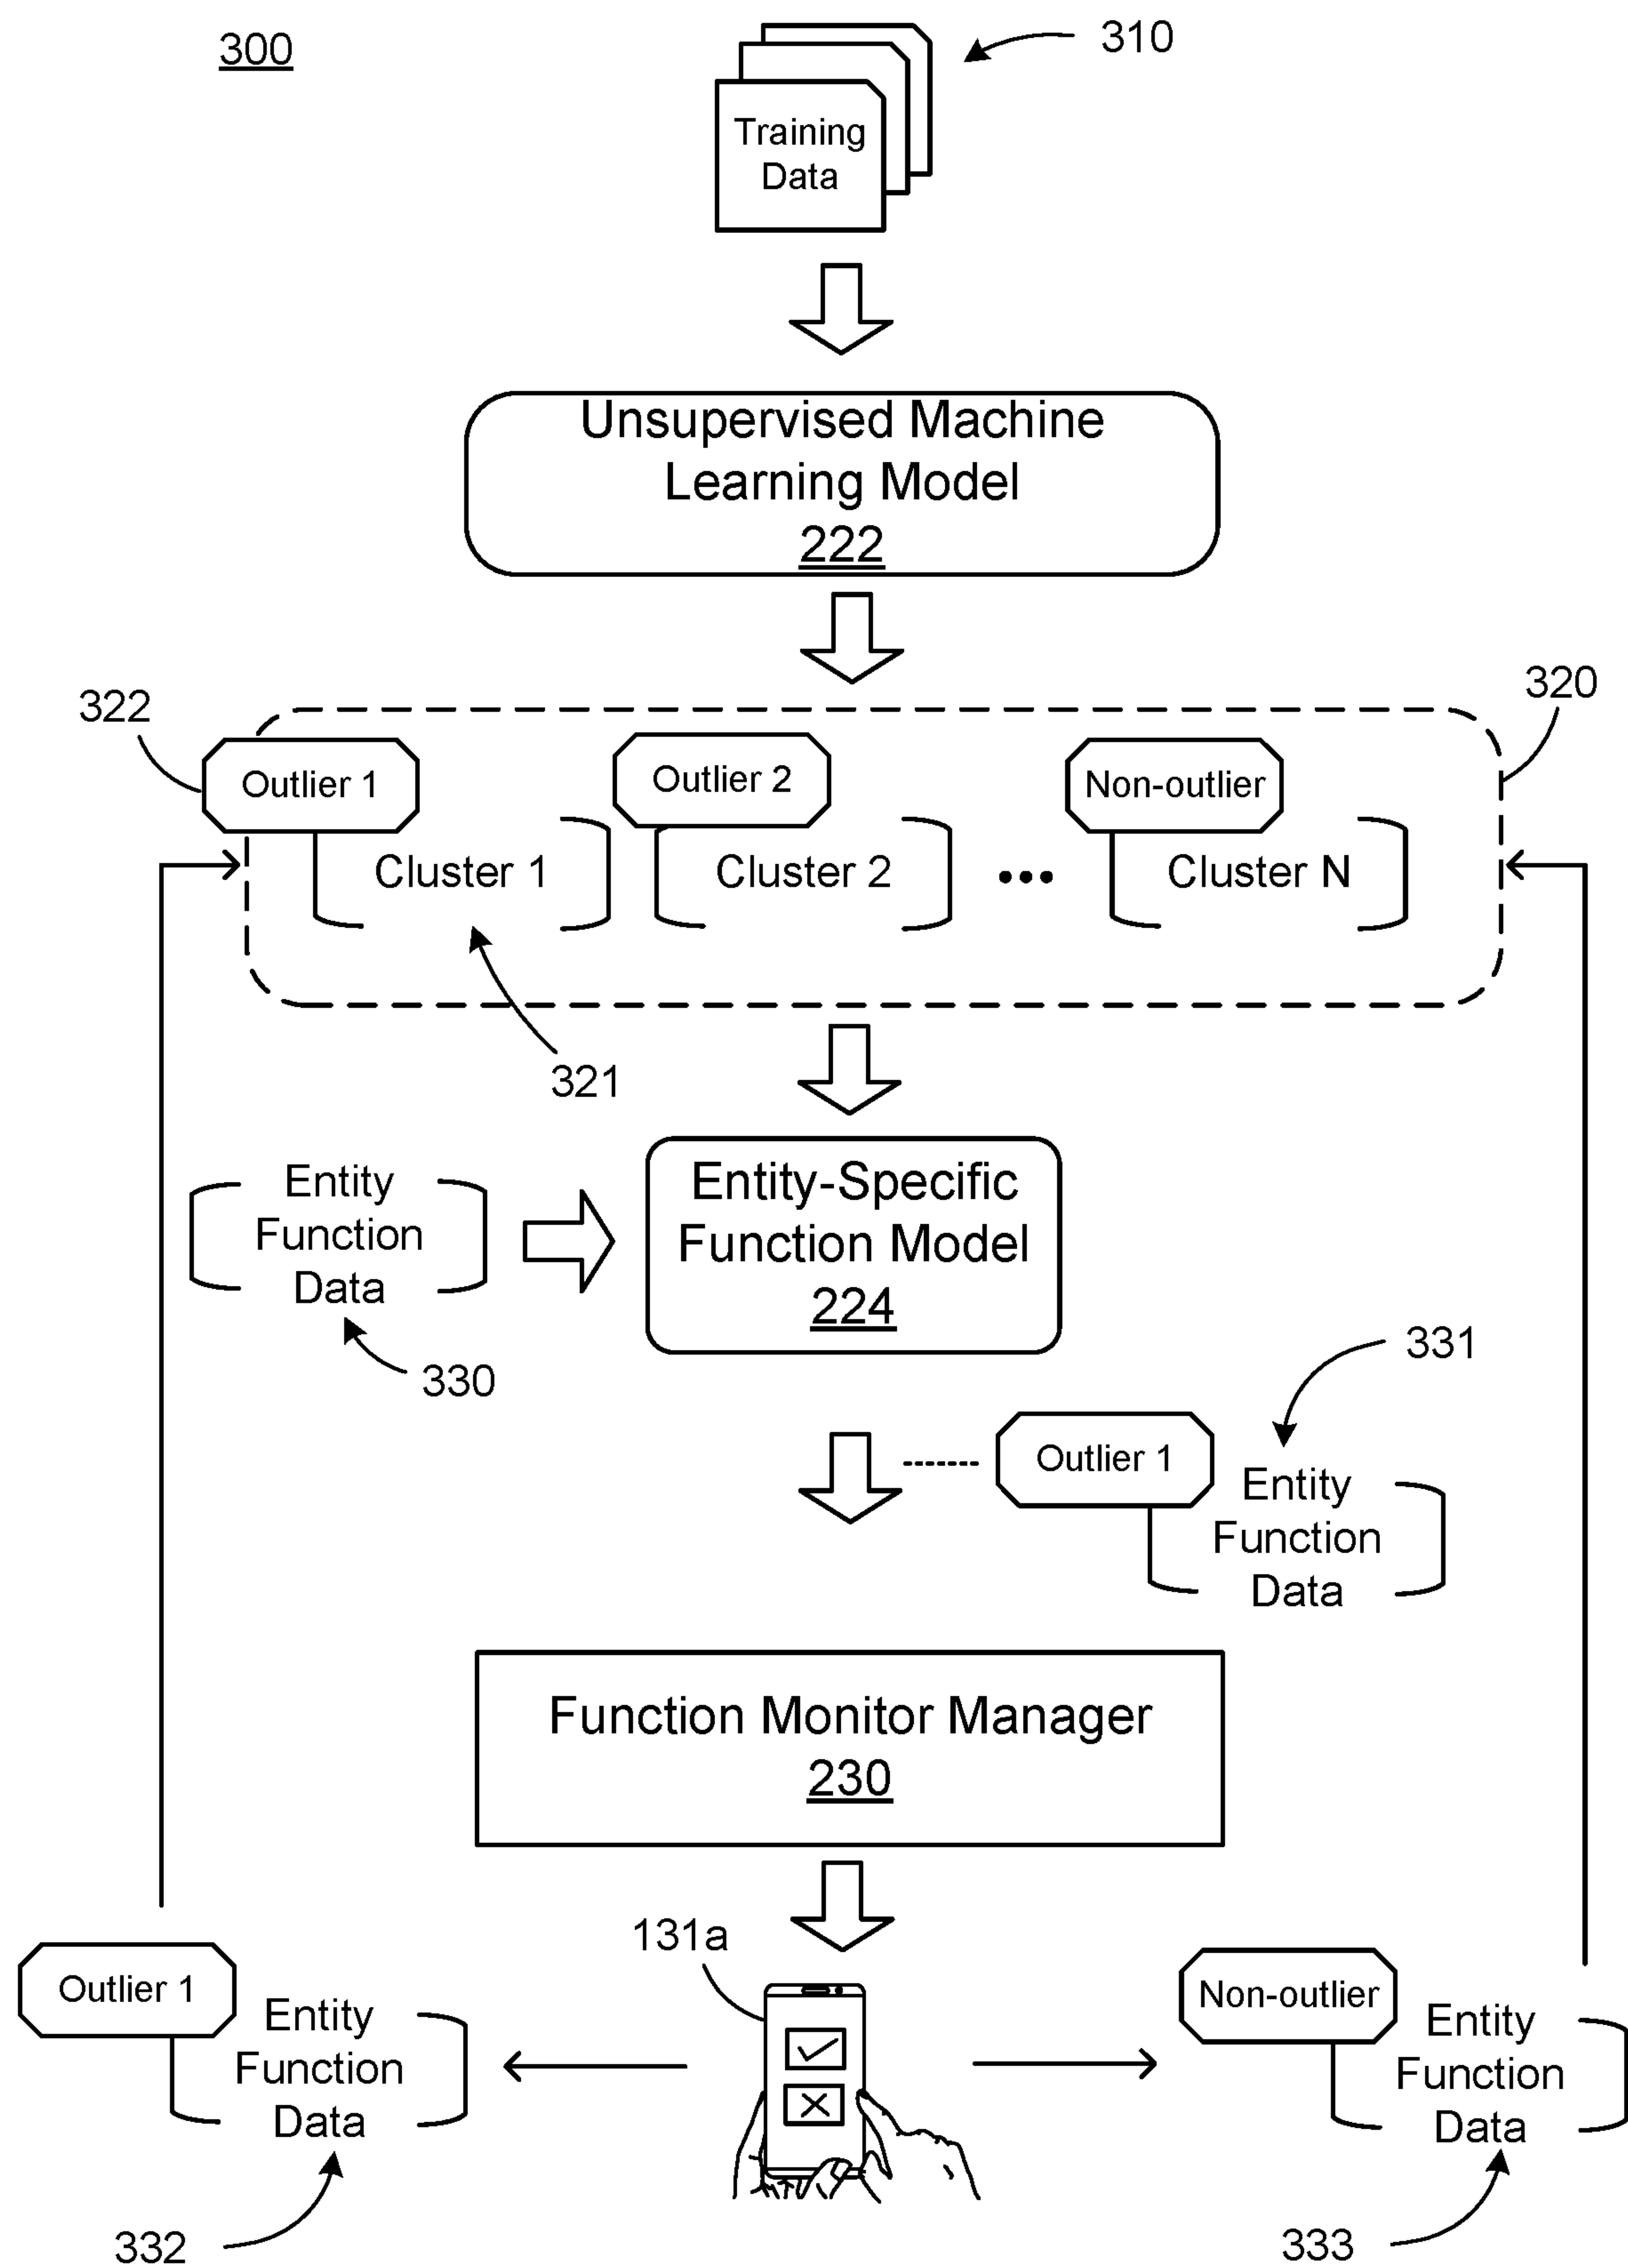 300
310
Training
Data
Unsupervised Machine
Learning Model
222
322
320
Outlier 1
Outlier 2
Non-outlier
Cluster 1
Cluster 2
•••
Cluster N
321
Entity
Function
Data
330
Entity-Specific
Function Model
224
331
Outlier 1
Entity
Function
Data
Function Monitor Manager
230
131a
Outlier 1
Entity
Function
Data
332
Non-outlier
Entity
Function
Data
333